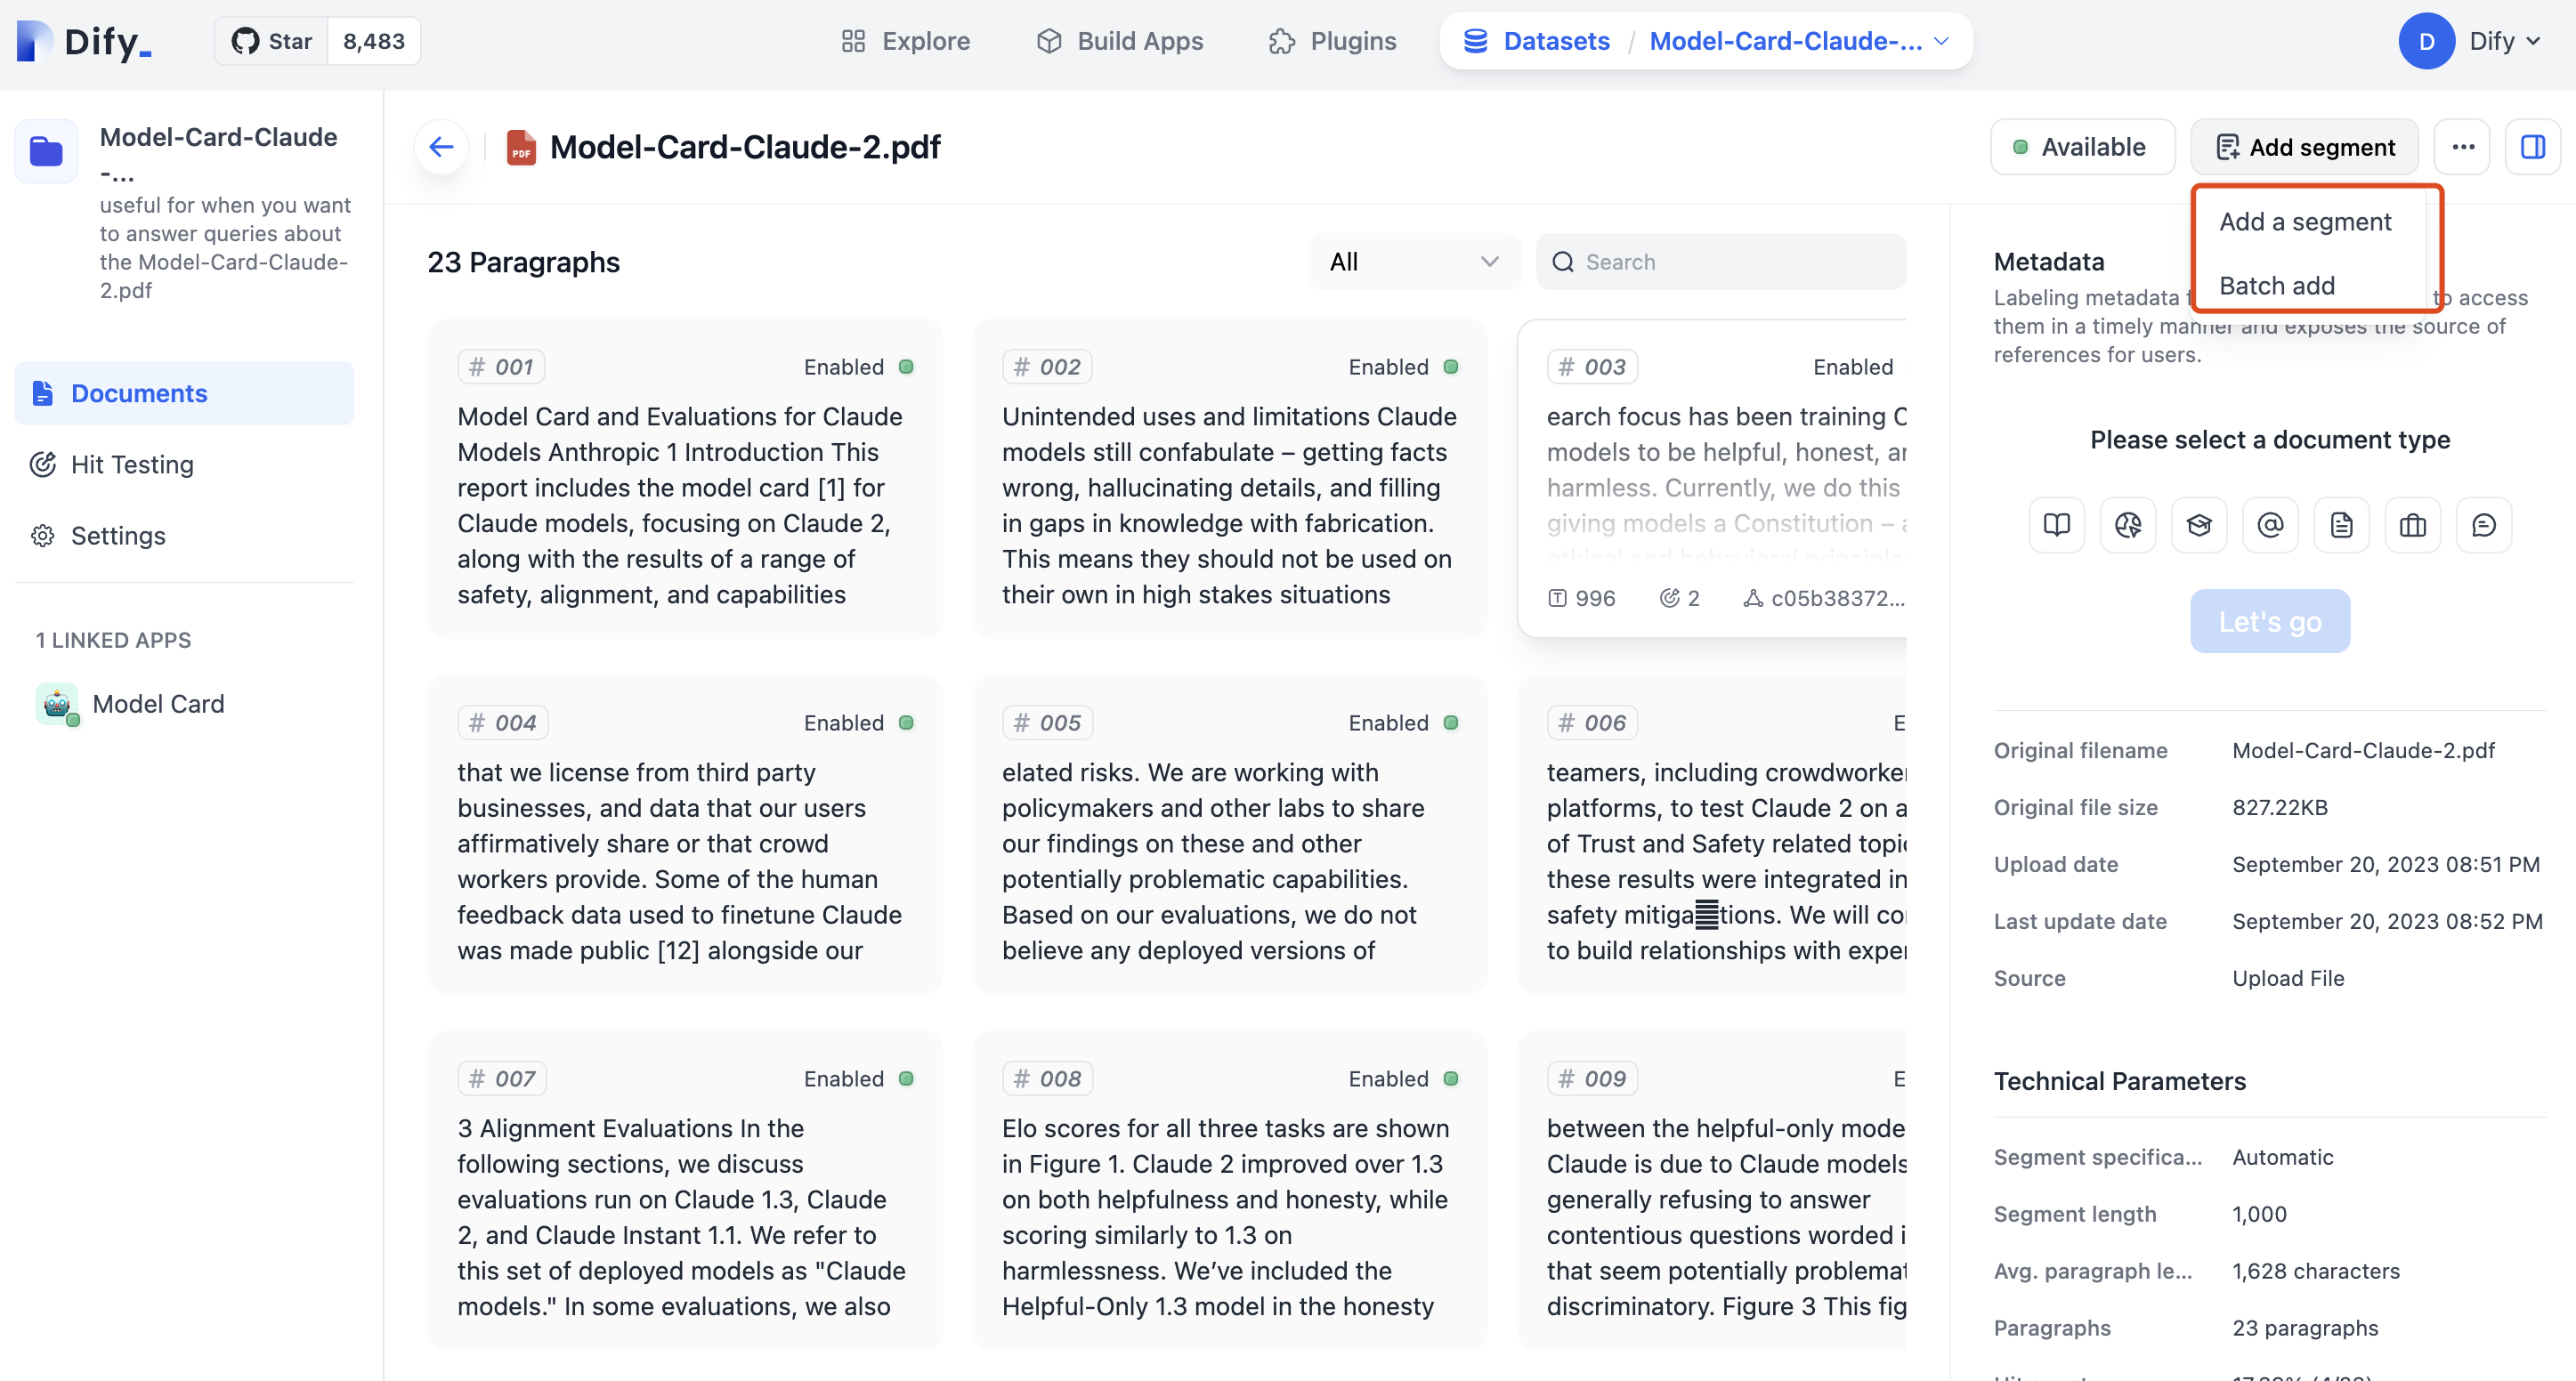 Dify_
Star 8,483
Explore
Build Apps
Plugins
Datasets / Model-Card-Claude-...
D Dify
Model-Card-Claude
-...
useful for when you want
to answer queries about
the Model-Card-Claude-
2.pdf
Documents
Hit Testing
Settings
1 LINKED APPS
Model Card
PDF Model-Card-Claude-2.pdf
Available
Add segment
Add a segment
Batch add
23 Paragraphs
All
Search
# 001 Enabled
Model Card and Evaluations for Claude
Models Anthropic 1 Introduction This
report includes the model card [1] for
Claude models, focusing on Claude 2,
along with the results of a range of
safety, alignment, and capabilities
# 002 Enabled
Unintended uses and limitations Claude
models still confabulate – getting facts
wrong, hallucinating details, and filling
in gaps in knowledge with fabrication.
This means they should not be used on
their own in high stakes situations
# 003 Enabled
earch focus has been training
models to be helpful, honest,
harmless. Currently, we do this
giving models a Constitution –
ethical and behavioral
996 2 c05b38372...
# 004 Enabled
that we license from third party
businesses, and data that our users
affirmatively share or that crowd
workers provide. Some of the human
feedback data used to finetune Claude
was made public [12] alongside our
# 005 Enabled
elated risks. We are working with
policymakers and other labs to share
our findings on these and other
potentially problematic capabilities.
Based on our evaluations, we do not
believe any deployed versions of
# 006 E
teamers, including
platforms, to test Claude 2 on a
of Trust and Safety related
these results were integrated in
safety mitigations. We will
to build relationships with
# 007 Enabled
3 Alignment Evaluations In the
following sections, we discuss
evaluations run on Claude 1.3, Claude
2, and Claude Instant 1.1. We refer to
this set of deployed models as "Claude
models." In some evaluations, we also
# 008 Enabled
Elo scores for all three tasks are shown
in Figure 1. Claude 2 improved over 1.3
on both helpfulness and honesty, while
scoring similarly to 1.3 on
harmlessness. We’ve included the
Helpful-Only 1.3 model in the honesty
# 009 E
between the helpful-only mode
Claude is due to Claude models
generally refusing to answer
contentious questions worded
that seem potentially
discriminatory. Figure 3 This fig
Metadata
Labeling metadata to access
them in a timely manner and exposes the source of
references for users.
Please select a document type
Let's go
Original filename Model-Card-Claude-2.pdf
Original file size 827.22KB
Upload date September 20, 2023 08:51 PM
Last update date September 20, 2023 08:52 PM
Source Upload File
Technical Parameters
Segment specifica... Automatic
Segment length 1,000
Avg. paragraph le... 1,628 characters
Paragraphs 23 paragraphs